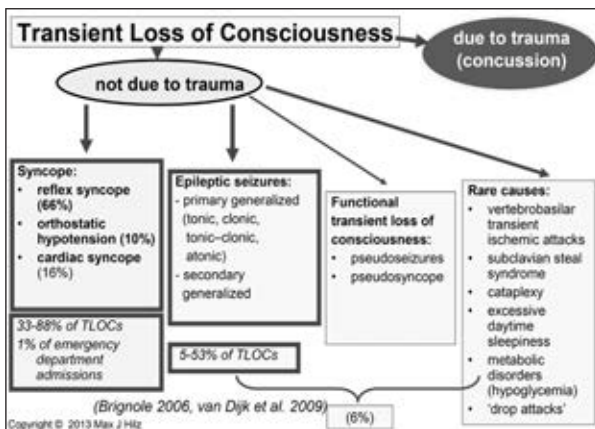 Transient Loss of Consciousness
due to trauma
(concussion)
not due to trauma
Syncope:
• reflex syncope
(66%)
• orthostatic
hypotension (10%)
• cardiac syncope
(16%)
33-88% of TLOCs
1% of emergency
department
admissions
Epileptic seizures:
- primary generalized
(tonic, clonic,
tonic–clonic,
atonic)
- secondary
generalized
5-53% of TLOCs
Functional
transient loss of
consciousness:
• pseudoseizures
• pseudosyncope
Rare causes:
• vertebrobasilar
transient
ischemic attacks
• subclavian steal
syndrome
• cataplexy
• excessive
daytime
sleepiness
• metabolic
disorders
(hypoglycemia)
• 'drop attacks'
(6%)
(Brignole 2006, van Dijk et al. 2009)
Copyright © 2013 Max J Hilz